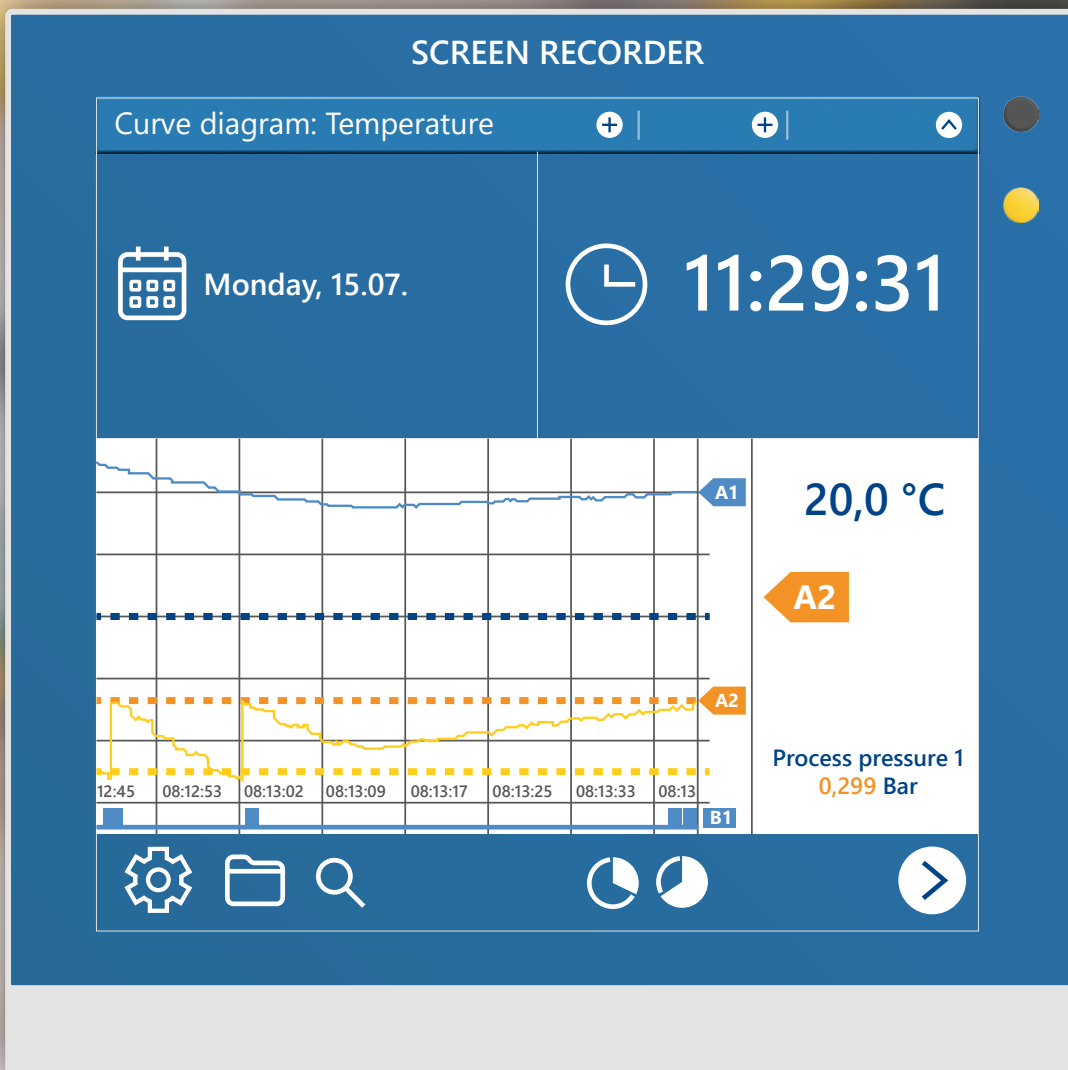 SCREEN RECORDER
Curve diagram: Temperature
Monday, 15.07.
11:29:31
A1
20,0 °C
A2
A2
Process pressure 1
0,299 Bar
12:45 08:12:53 08:13:02 08:13:09 08:13:17 08:13:25 08:13:33 08:13
B1